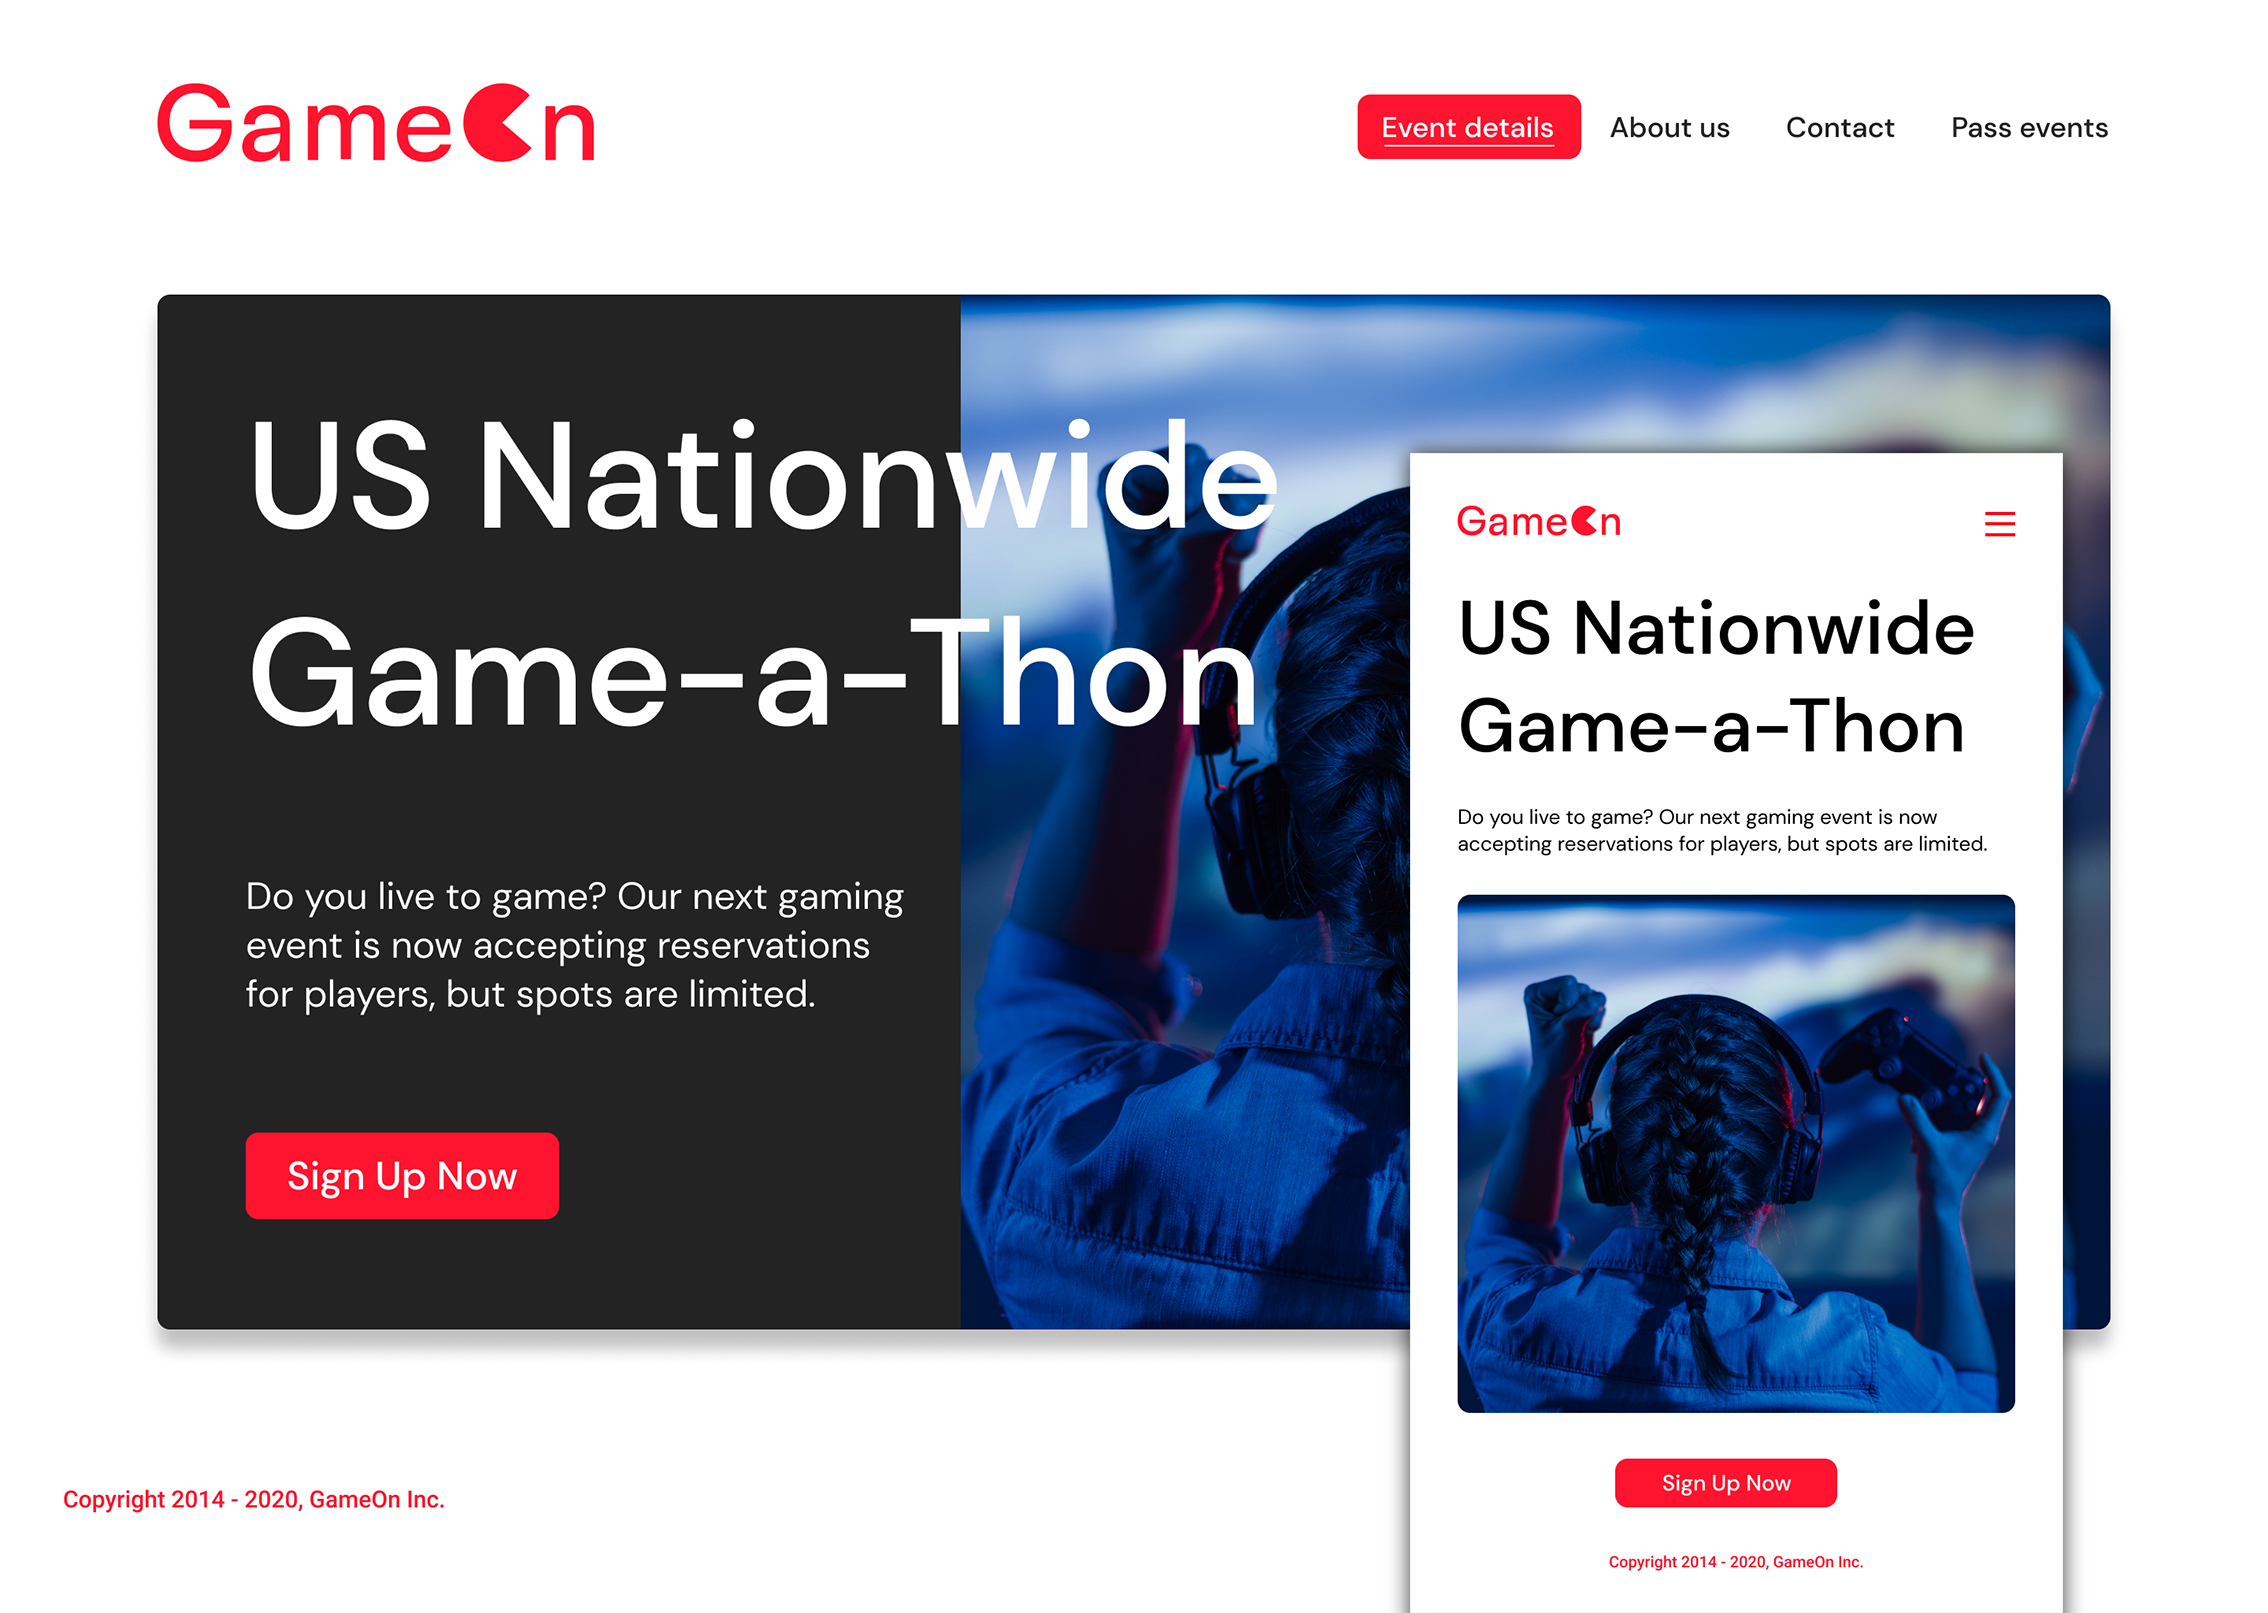 GameOn
Event details
About us
Contact
Pass events
US Nationwide
Game-a-Thon
Do you live to game? Our next gaming
event is now accepting reservations
for players, but spots are limited.
Sign Up Now
Copyright 2014 - 2020, GameOn Inc.
GameOn
US Nationwide
Game-a-Thon
Do you live to game? Our next gaming event is now
accepting reservations for players, but spots are limited.
Sign Up Now
Copyright 2014 - 2020, GameOn Inc.